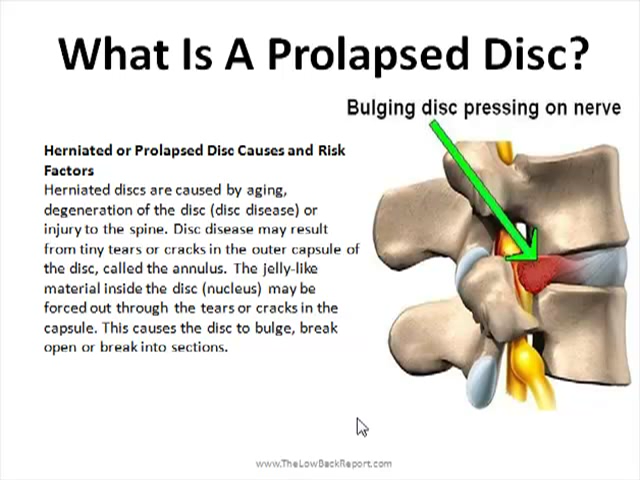 What Is A Prolapsed Disc?
Bulging disc pressing on nerve
Herniated or Prolapsed Disc Causes and Risk
Factors
Herniated discs are caused by aging,
degeneration of the disc (disc disease) or
injury to the spine. Disc disease may result
from tiny tears or cracks in the outer capsule of
the disc, called the annulus. The jelly-like
material inside the disc (nucleus) may be
forced out through the tears or cracks in the
capsule. This causes the disc to bulge, break
open or break into sections.
www.TheLowBackReport.com